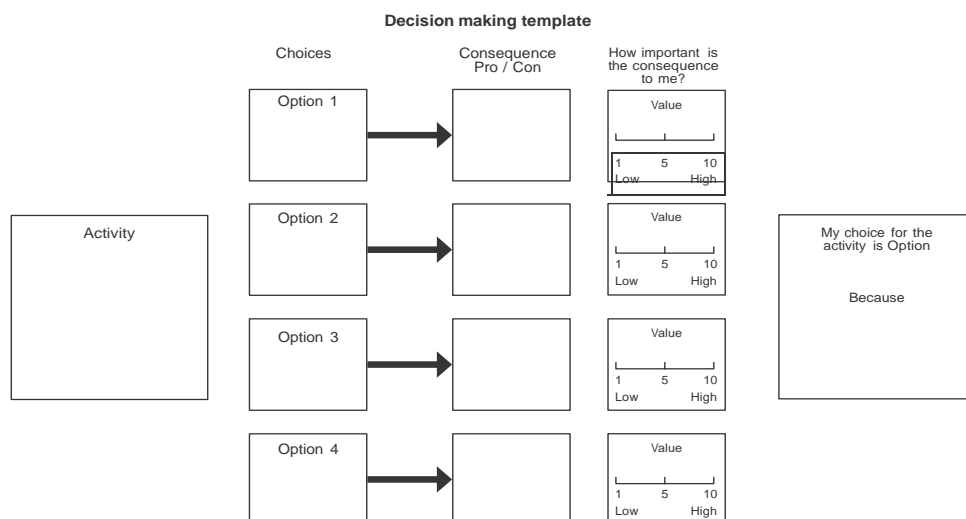 Decision making template
Choices
Consequence
Pro / Con
How important is
the consequence
to me?
Option 1
Value
1 5 10
Low High
Activity
Option 2
Value
1 5 10
Low High
My choice for the
activity is Option
Because
Option 3
Value
1 5 10
Low High
Option 4
Value
1 5 10
Low High